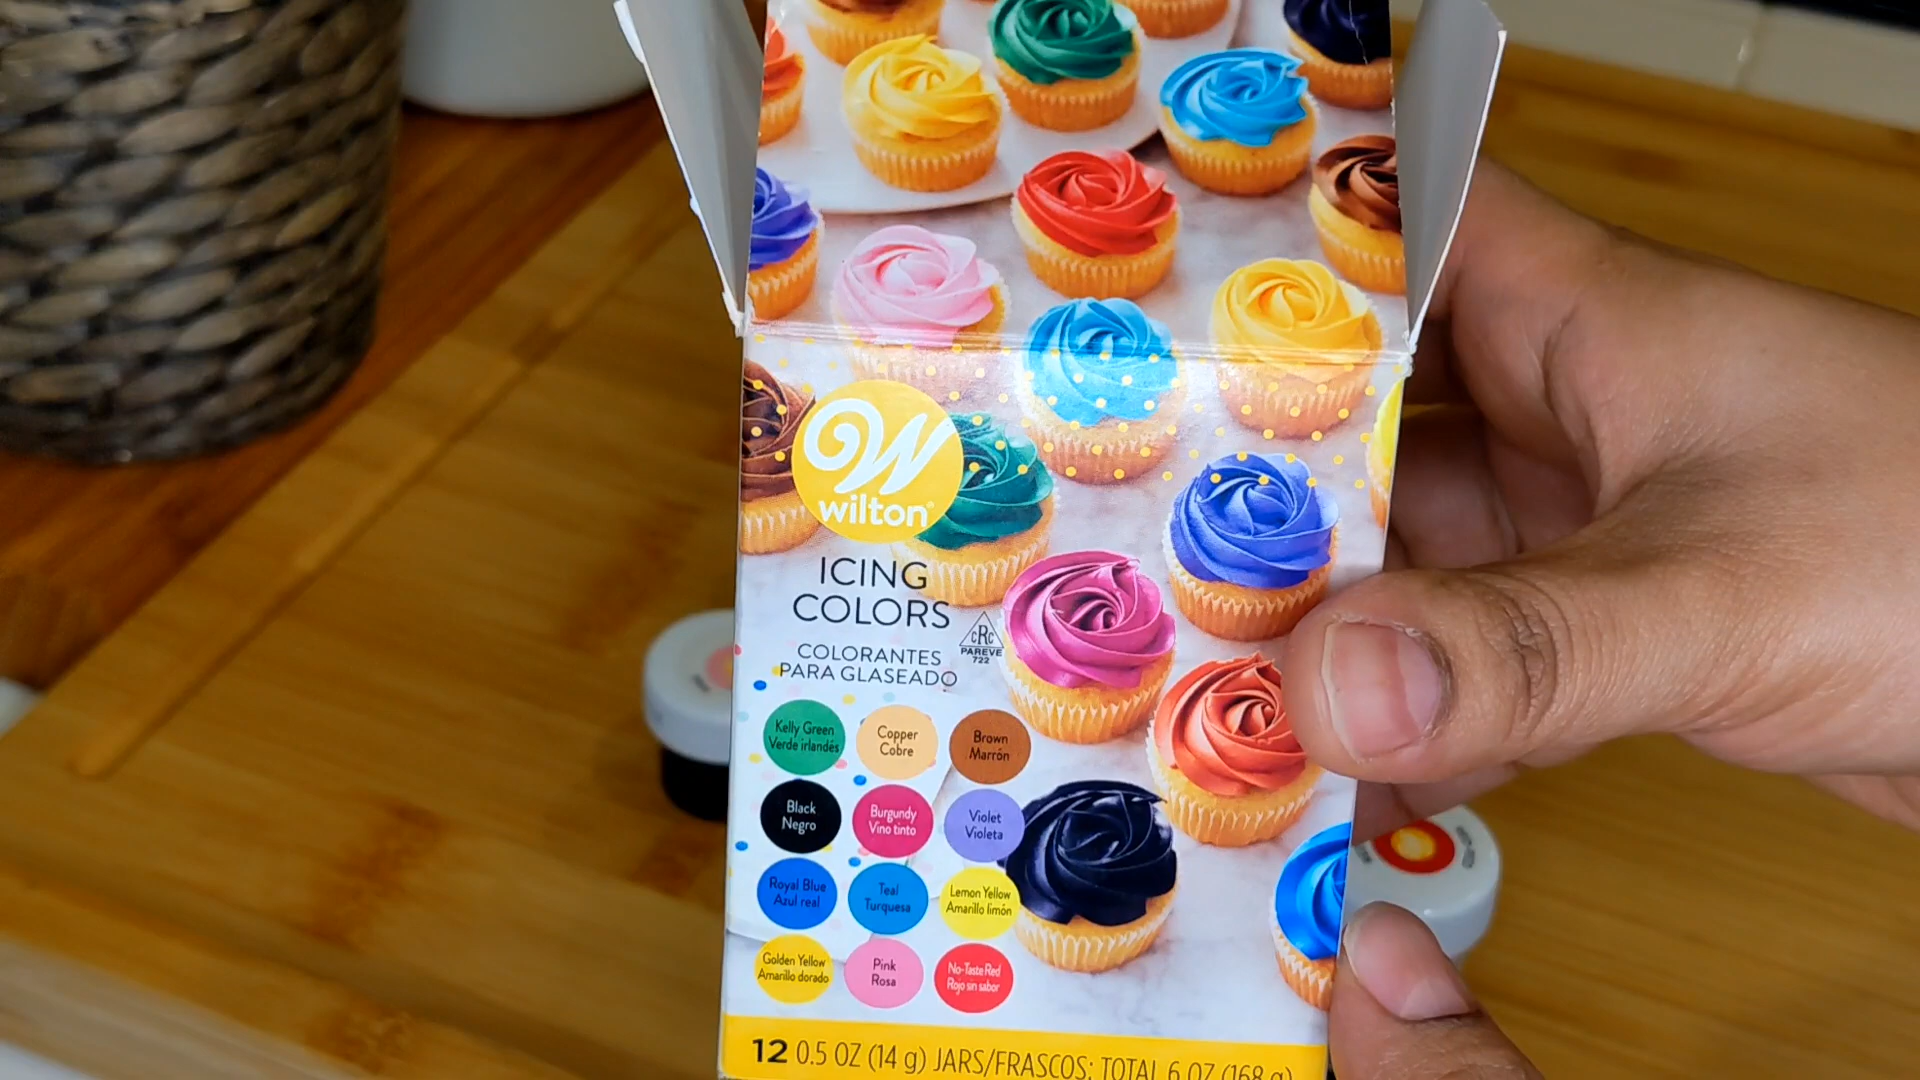 wilton®
ICING
COLORS
COLORANTES
PARA GLASEADO
cRc
PAREVE
722
Kelly Green
Verde irlandés
Copper
Cobre
Brown
Marrón
Black
Negro
Burgundy
Vino tinto
Violet
Violeta
Royal Blue
Azul real
Teal
Turquesa
Lemon Yellow
Amarillo limón
Golden Yellow
Amarillo dorado
Pink
Rosa
No-Taste Red
Rojo sin sabor
12 0.5 OZ (14 g) JARS/FRASCOS: TOTAL 6 OZ (168 g)